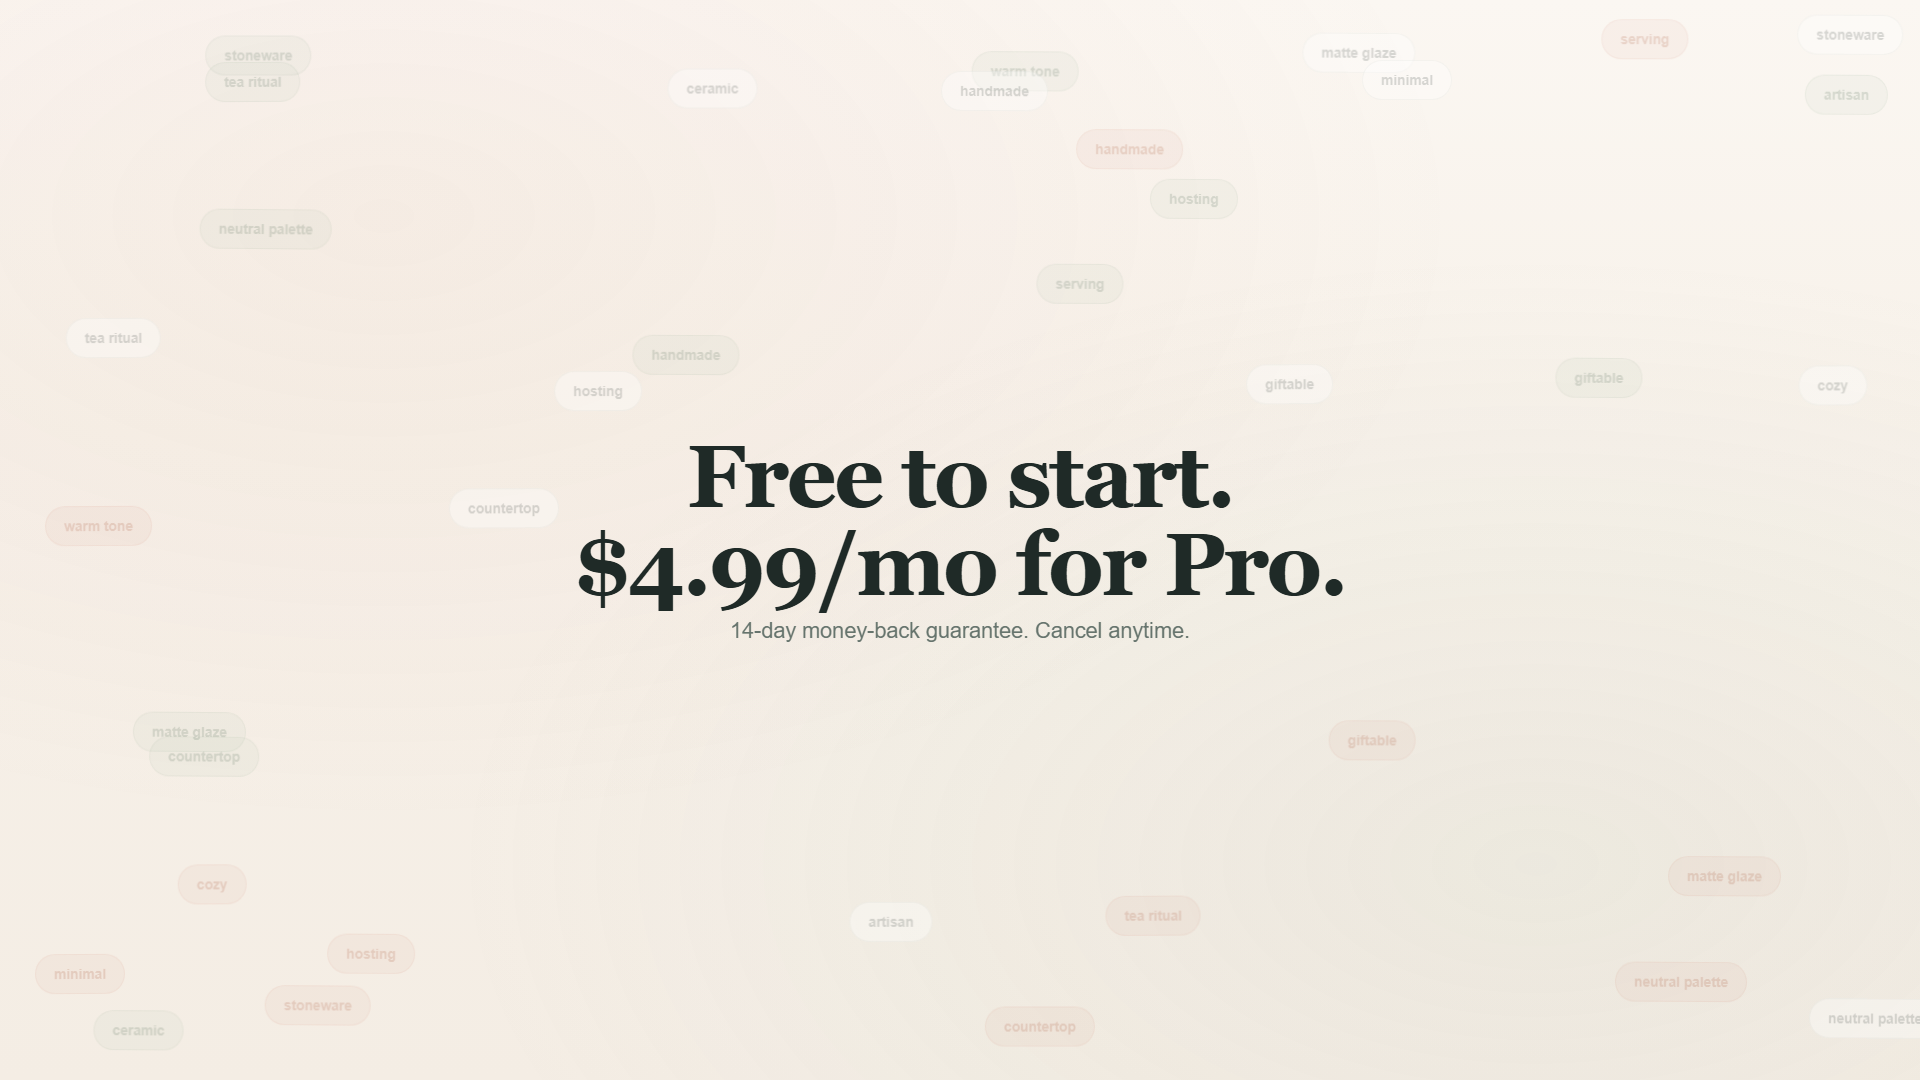 stoneware
serving
stoneware
matte glaze
warm tone
tea ritual
minimal
ceramic
handmade
artisan
handmade
hosting
neutral palette
serving
tea ritual
handmade
giftable
giftable
cozy
hosting
Free to start.
countertop
warm tone
$4.99/mo for Pro.
14-day money-back guarantee. Cancel anytime.
matte glaze
giftable
countertop
matte glaze
cozy
tea ritual
artisan
hosting
minimal
neutral palette
stoneware
neutral palette
countertop
ceramic